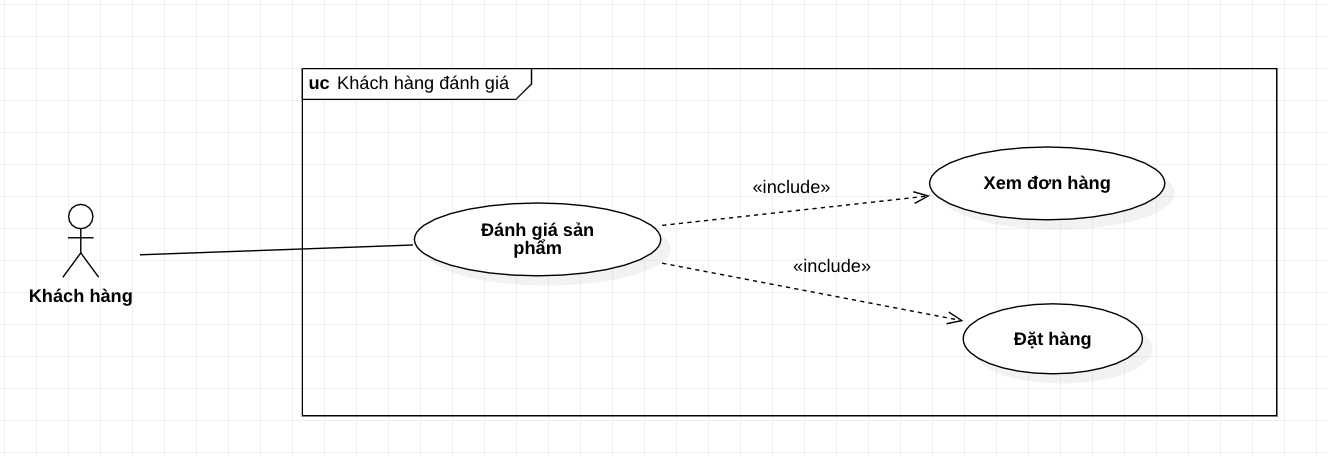 uc Khách hàng đánh giá
«include»
Xem đơn hàng
Đánh giá sản
phẩm
«include»
Khách hàng
Đặt hàng